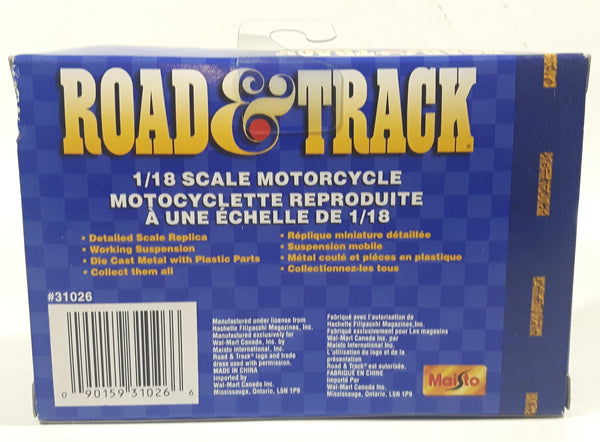 ROAD & TRACK
1/18 SCALE MOTORCYCLE
MOTOCYCLETTE REPRODUITE
À UNE ÉCHELLE DE 1/18
• Detailed Scale Replica
• Working Suspension
• Die Cast Metal with Plastic Parts
• Collect them all
• Réplique miniature détaillée
• Suspension mobile
• Métal coulé et pièces en plastique
• Collectionnez-les tous
#31026
0 90159 31026 6
Manufactured under license from
Hachette Filipacchi Magazines, Inc.
Manufactured exclusively for
Wal-Mart Canada Inc. by
Maisto International, Inc.
Road & Track® logo and trade
dress used with permission.
MADE IN CHINA
Imported by
Wal-Mart Canada Inc.
Mississauga, Ontario, L5N 1P9
Fabriqué avec l'autorisation de
Hachette Filipacchi Magazines, Inc.
Fabriqué exclusivement pour Les magasins
Wal-Mart Canada Inc. par
Maisto International Inc.
L'utilisation du logo et de la
présentation
Road & Track® est autorisée.
FABRIQUÉ EN CHINE
Importé Par
Wal-Mart Canada Inc.
Mississauga, Ontario, L5N 1P9
Maisto